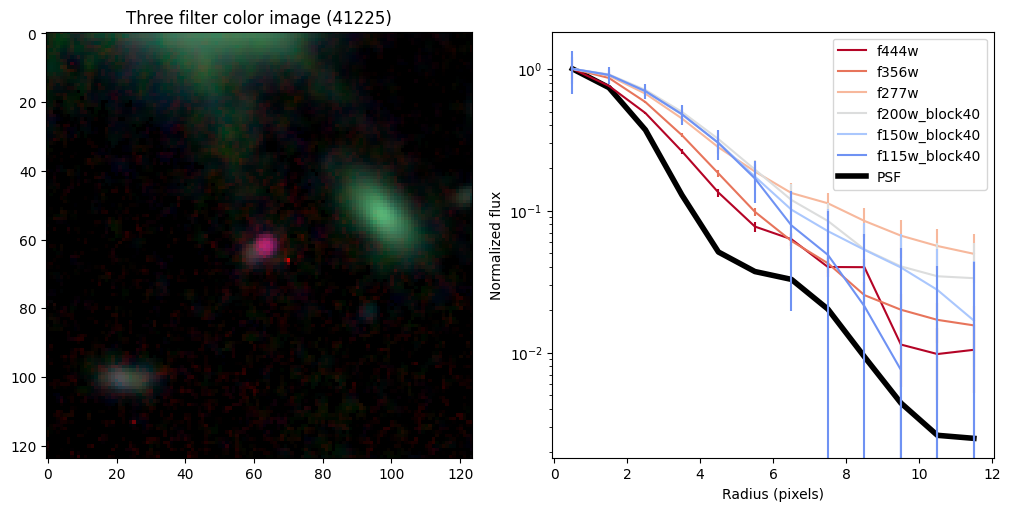 Three filter color image (41225)
0
20
40
60
80
100
120
0
20
40
60
80
100
120
Normalized flux
10⁰
10⁻¹
10⁻²
f444w
f356w
f277w
f200w_block40
f150w_block40
f115w_block40
PSF
0
2
4
6
8
10
12
Radius (pixels)